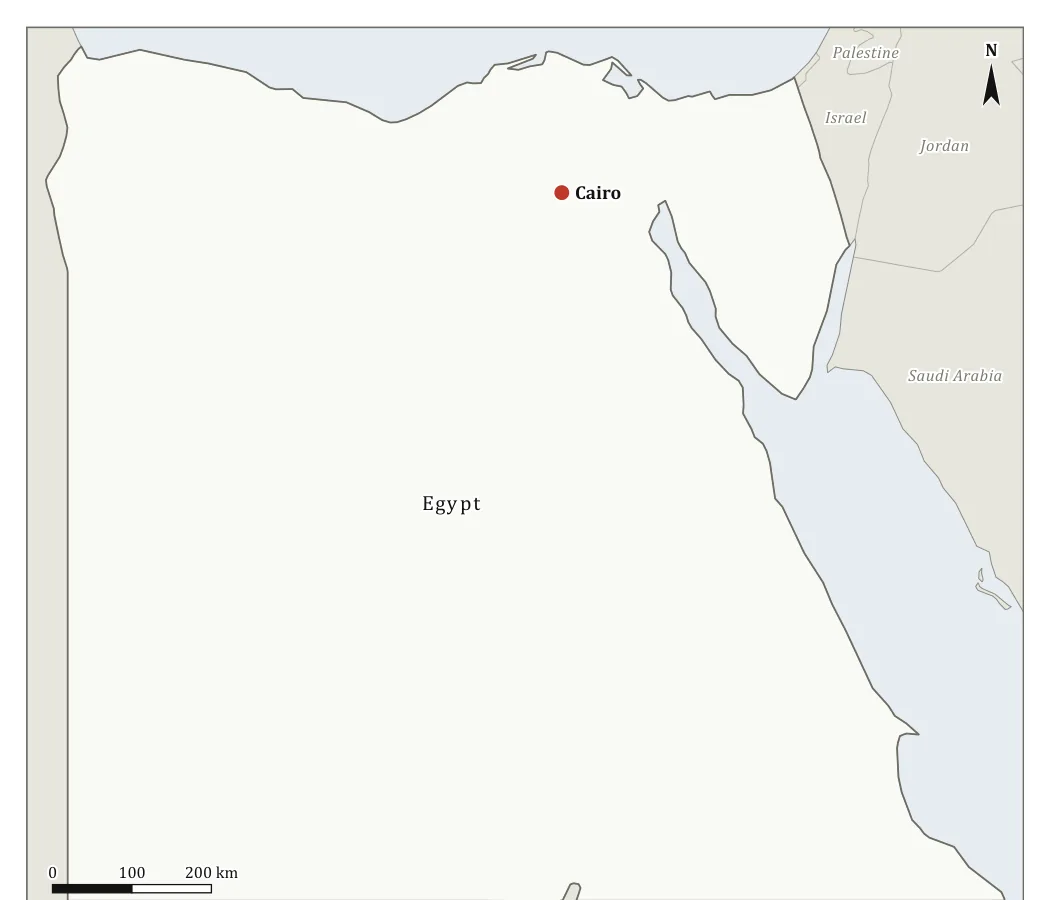 Palestine
N
Israel
Jordan
Cairo
Saudi Arabia
Egypt
0 100 200 km